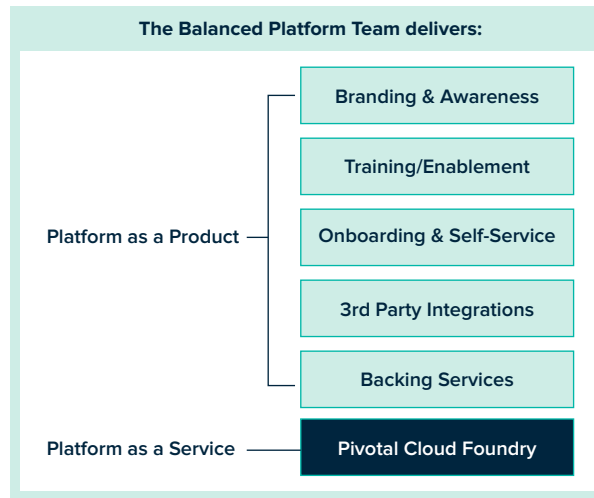 The Balanced Platform Team delivers:
Branding & Awareness
Training/Enablement
Platform as a Product
Onboarding & Self-Service
3rd Party Integrations
Backing Services
Platform as a Service
Pivotal Cloud Foundry